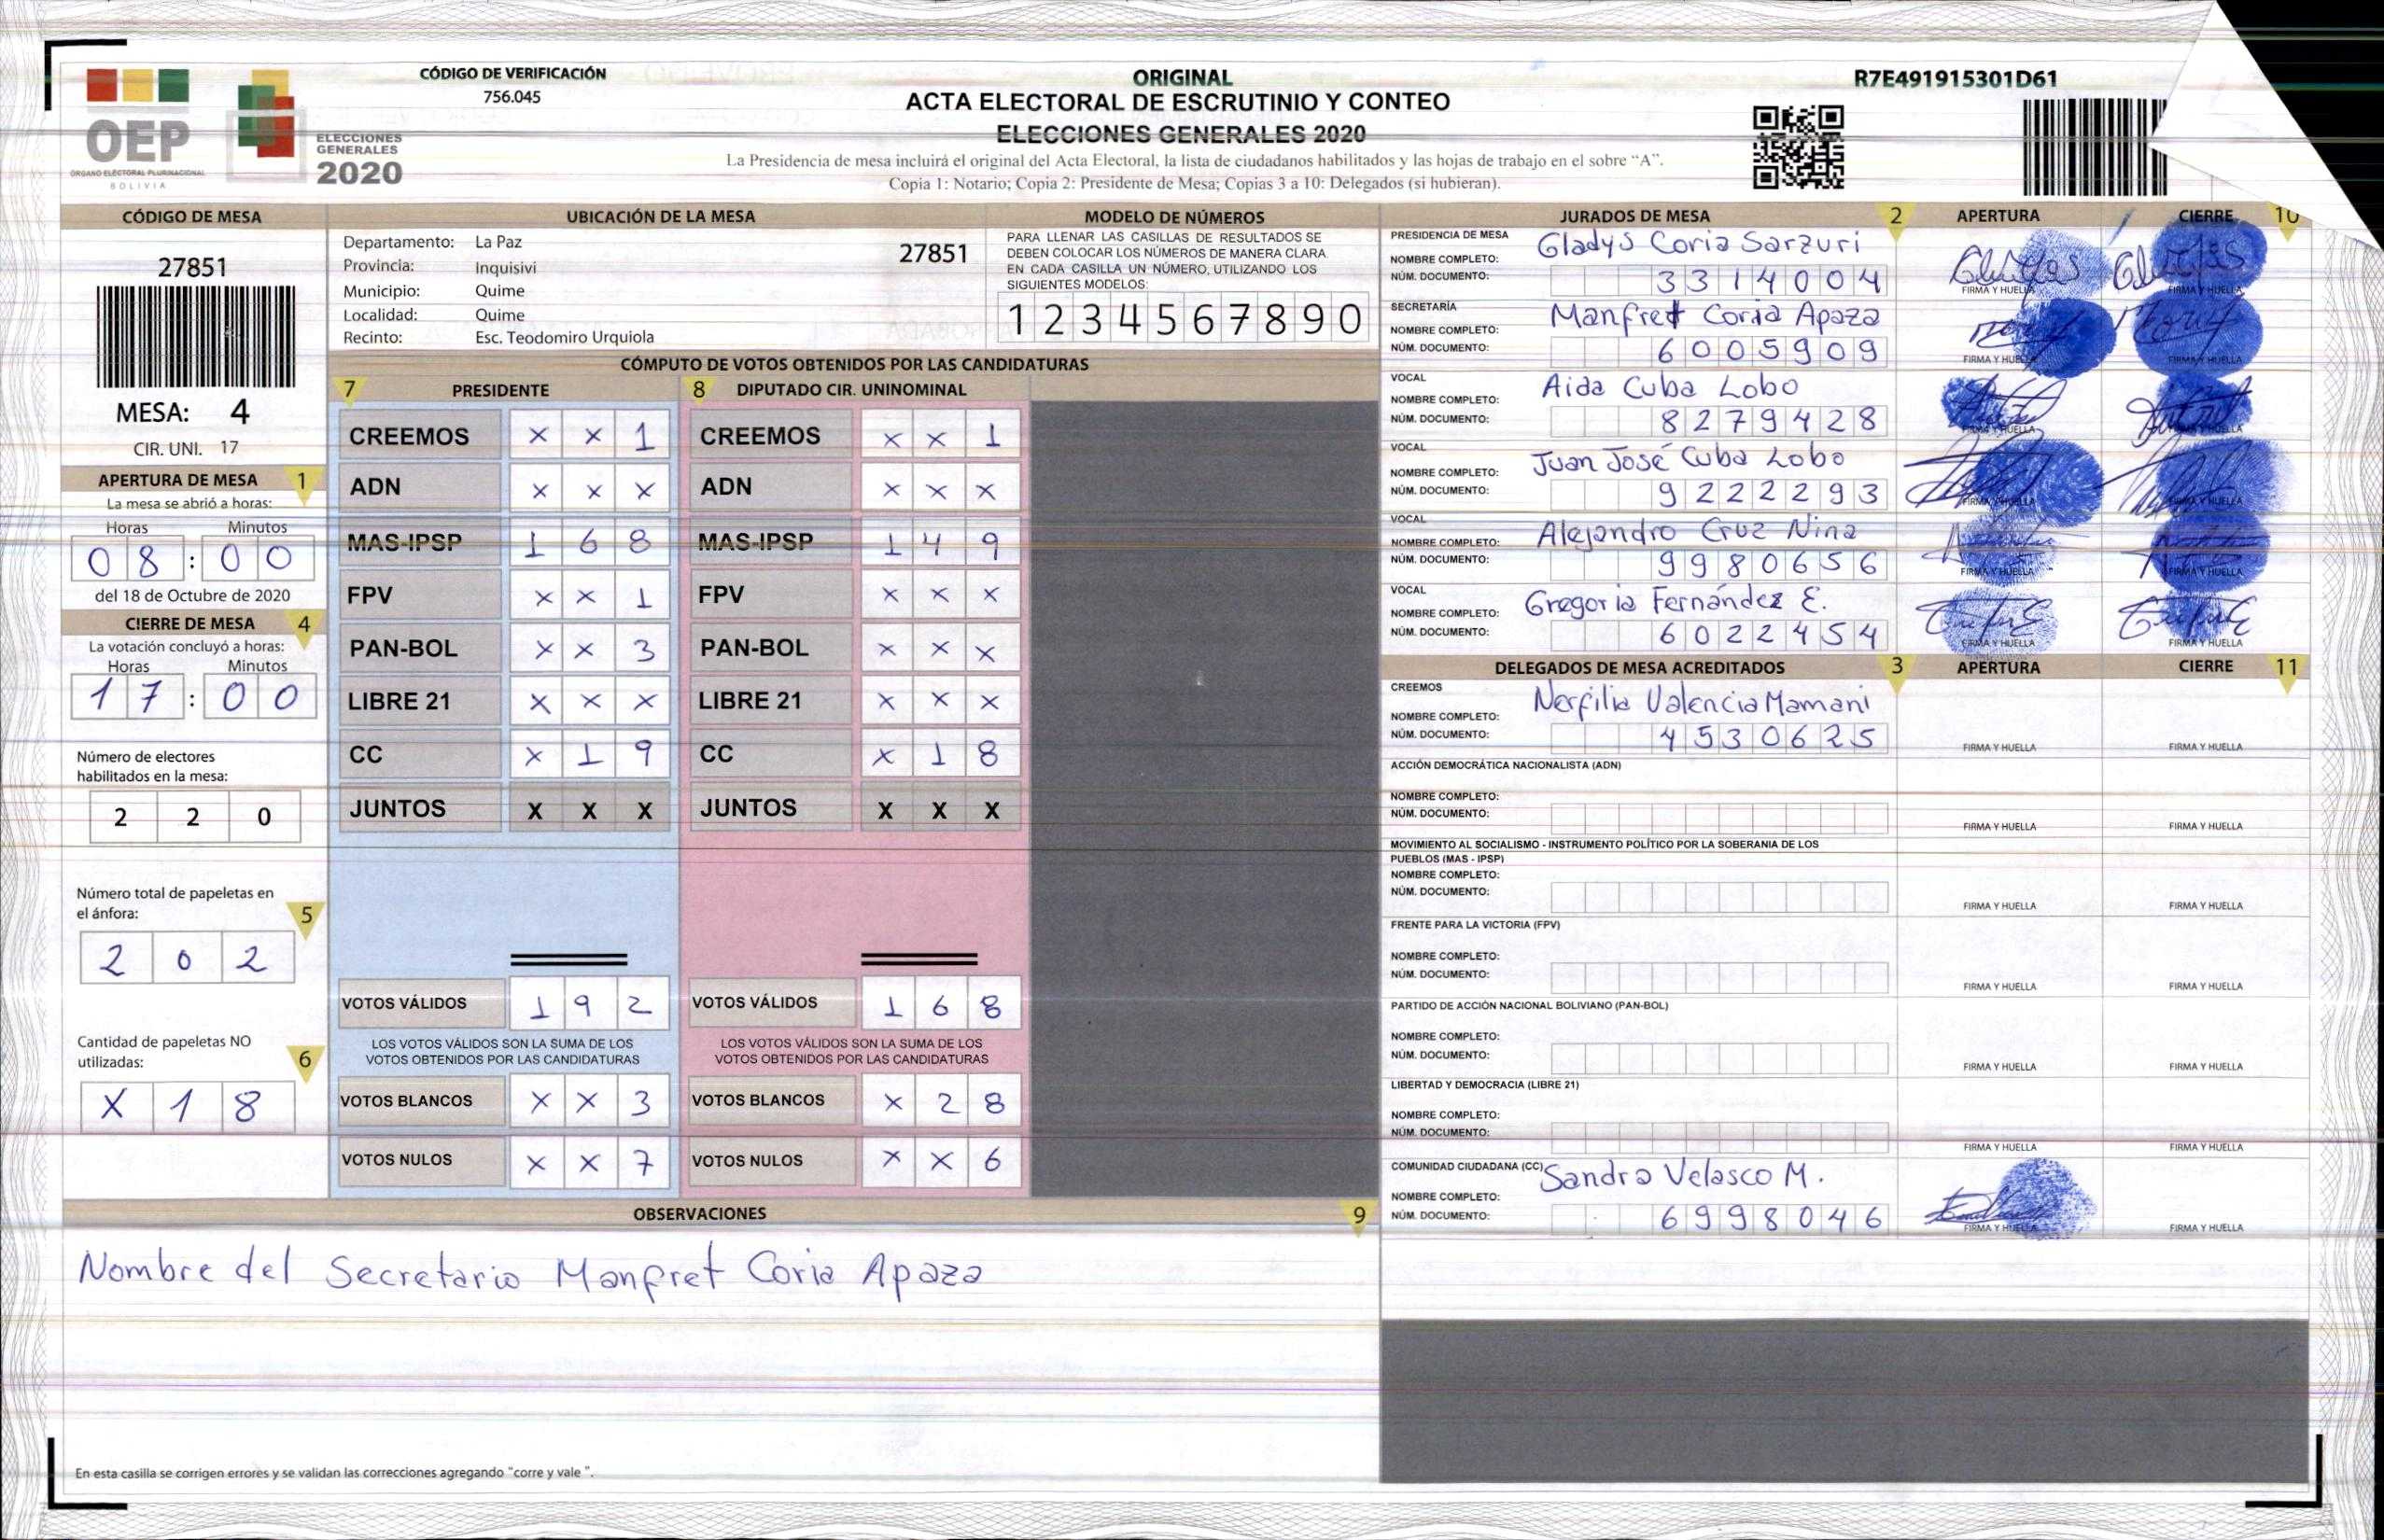 CÓDIGO DE VERIFICACIÓN
756.045
ORIGINAL
ACTA ELECTORAL DE ESCRUTINIO Y CONTEO
ELECCIONES GENERALES 2020
La Presidencia de mesa incluirá el original del Acta Electoral, la lista de ciudadanos habilitados y las hojas de trabajo en el sobre “A”.
Copia 1: Notario; Copia 2: Presidente de Mesa; Copias 3 a 10: Delegados (si hubieran).
R7E491915301D61
OEP
ÓRGANO ELECTORAL PLURINACIONAL
BOLIVIA
ELECCIONES
GENERALES
2020
CÓDIGO DE MESA
27851
MESA: 4
CIR. UNI. 17
APERTURA DE MESA 1
La mesa se abrió a horas:
Horas Minutos
08 : 00
del 18 de Octubre de 2020
CIERRE DE MESA 4
La votación concluyó a horas:
Horas Minutos
17 : 00
Número de electores
habilitados en la mesa:
2 2 0
Número total de papeletas en
el ánfora: 5
2 0 2
Cantidad de papeletas NO
utilizadas: 6
X 1 8
UBICACIÓN DE LA MESA
Departamento: La Paz 27851
Provincia: Inquisivi
Municipio: Quime
Localidad: Quime
Recinto: Esc. Teodomiro Urquiola
MODELO DE NÚMEROS
PARA LLENAR LAS CASILLAS DE RESULTADOS SE
DEBEN COLOCAR LOS NÚMEROS DE MANERA CLARA
EN CADA CASILLA UN NÚMERO, UTILIZANDO LOS
SIGUIENTES MODELOS:
1 2 3 4 5 6 7 8 9 0
CÓMPUTO DE VOTOS OBTENIDOS POR LAS CANDIDATURAS
7 PRESIDENTE 8 DIPUTADO CIR. UNINOMINAL
CREEMOS X X 1 CREEMOS X X 1
ADN X X X ADN X X X
MAS-IPSP 1 6 8 MAS-IPSP 1 4 9
FPV X X 1 FPV X X X
PAN-BOL X X 3 PAN-BOL X X X
LIBRE 21 X X X LIBRE 21 X X X
CC X 1 9 CC X 1 8
JUNTOS X X X JUNTOS X X X
VOTOS VÁLIDOS 1 9 2 VOTOS VÁLIDOS 1 6 8
LOS VOTOS VÁLIDOS SON LA SUMA DE LOS LOS VOTOS VÁLIDOS SON LA SUMA DE LOS
VOTOS OBTENIDOS POR LAS CANDIDATURAS VOTOS OBTENIDOS POR LAS CANDIDATURAS
VOTOS BLANCOS X X 3 VOTOS BLANCOS X 2 8
VOTOS NULOS X X 7 VOTOS NULOS X X 6
OBSERVACIONES 9
Nombre del Secretario Manfret Coria Apaza
En esta casilla se corrigen errores y se validan las correcciones agregando "corre y vale ".
JURADOS DE MESA 2 APERTURA CIERRE 10
PRESIDENCIA DE MESA
NOMBRE COMPLETO: Gladys Coria Sarzuri
NÚM. DOCUMENTO: 3314004 FIRMA Y HUELLA FIRMA Y HUELLA
SECRETARÍA
NOMBRE COMPLETO: Manfret Coria Apaza
NÚM. DOCUMENTO: 6005909 FIRMA Y HUELLA FIRMA Y HUELLA
VOCAL
NOMBRE COMPLETO: Aida Cuba Lobo
NÚM. DOCUMENTO: 8279428 FIRMA Y HUELLA FIRMA Y HUELLA
VOCAL
NOMBRE COMPLETO: Juan José Cuba Lobo
NÚM. DOCUMENTO: 9222293 FIRMA Y HUELLA FIRMA Y HUELLA
VOCAL
NOMBRE COMPLETO: Alejandro Cruz Nina
NÚM. DOCUMENTO: 9980656 FIRMA Y HUELLA FIRMA Y HUELLA
VOCAL
NOMBRE COMPLETO: Gregoria Fernández E.
NÚM. DOCUMENTO: 6022454 FIRMA Y HUELLA FIRMA Y HUELLA
DELEGADOS DE MESA ACREDITADOS 3 APERTURA CIERRE 11
CREEMOS
NOMBRE COMPLETO: Nerfilia Valencia Mamani
NÚM. DOCUMENTO: 4530625 FIRMA Y HUELLA FIRMA Y HUELLA
ACCIÓN DEMOCRÁTICA NACIONALISTA (ADN)
NOMBRE COMPLETO:
NÚM. DOCUMENTO: FIRMA Y HUELLA FIRMA Y HUELLA
MOVIMIENTO AL SOCIALISMO - INSTRUMENTO POLÍTICO POR LA SOBERANIA DE LOS
PUEBLOS (MAS - IPSP)
NOMBRE COMPLETO:
NÚM. DOCUMENTO: FIRMA Y HUELLA FIRMA Y HUELLA
FRENTE PARA LA VICTORIA (FPV)
NOMBRE COMPLETO:
NÚM. DOCUMENTO: FIRMA Y HUELLA FIRMA Y HUELLA
PARTIDO DE ACCIÓN NACIONAL BOLIVIANO (PAN-BOL)
NOMBRE COMPLETO:
NÚM. DOCUMENTO: FIRMA Y HUELLA FIRMA Y HUELLA
LIBERTAD Y DEMOCRACIA (LIBRE 21)
NOMBRE COMPLETO:
NÚM. DOCUMENTO: FIRMA Y HUELLA FIRMA Y HUELLA
COMUNIDAD CIUDADANA (CC)
NOMBRE COMPLETO: Sandra Velasco M.
NÚM. DOCUMENTO: 6998046 FIRMA Y HUELLA FIRMA Y HUELLA